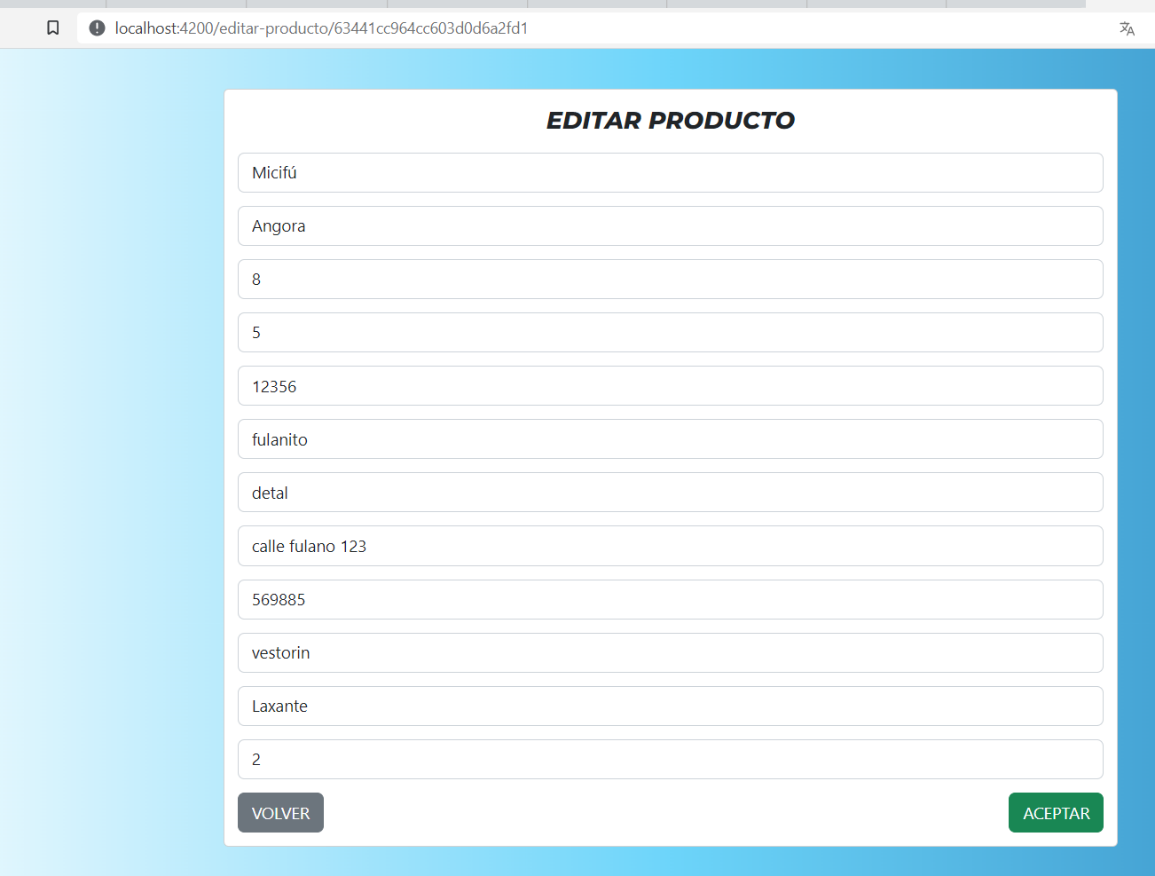 localhost:4200/editar-producto/63441cc964cc603d0d6a2fd1
EDITAR PRODUCTO
Micifú
Angora
8
5
12356
fulanito
detal
calle fulano 123
569885
vestorin
Laxante
2
VOLVER
ACEPTAR